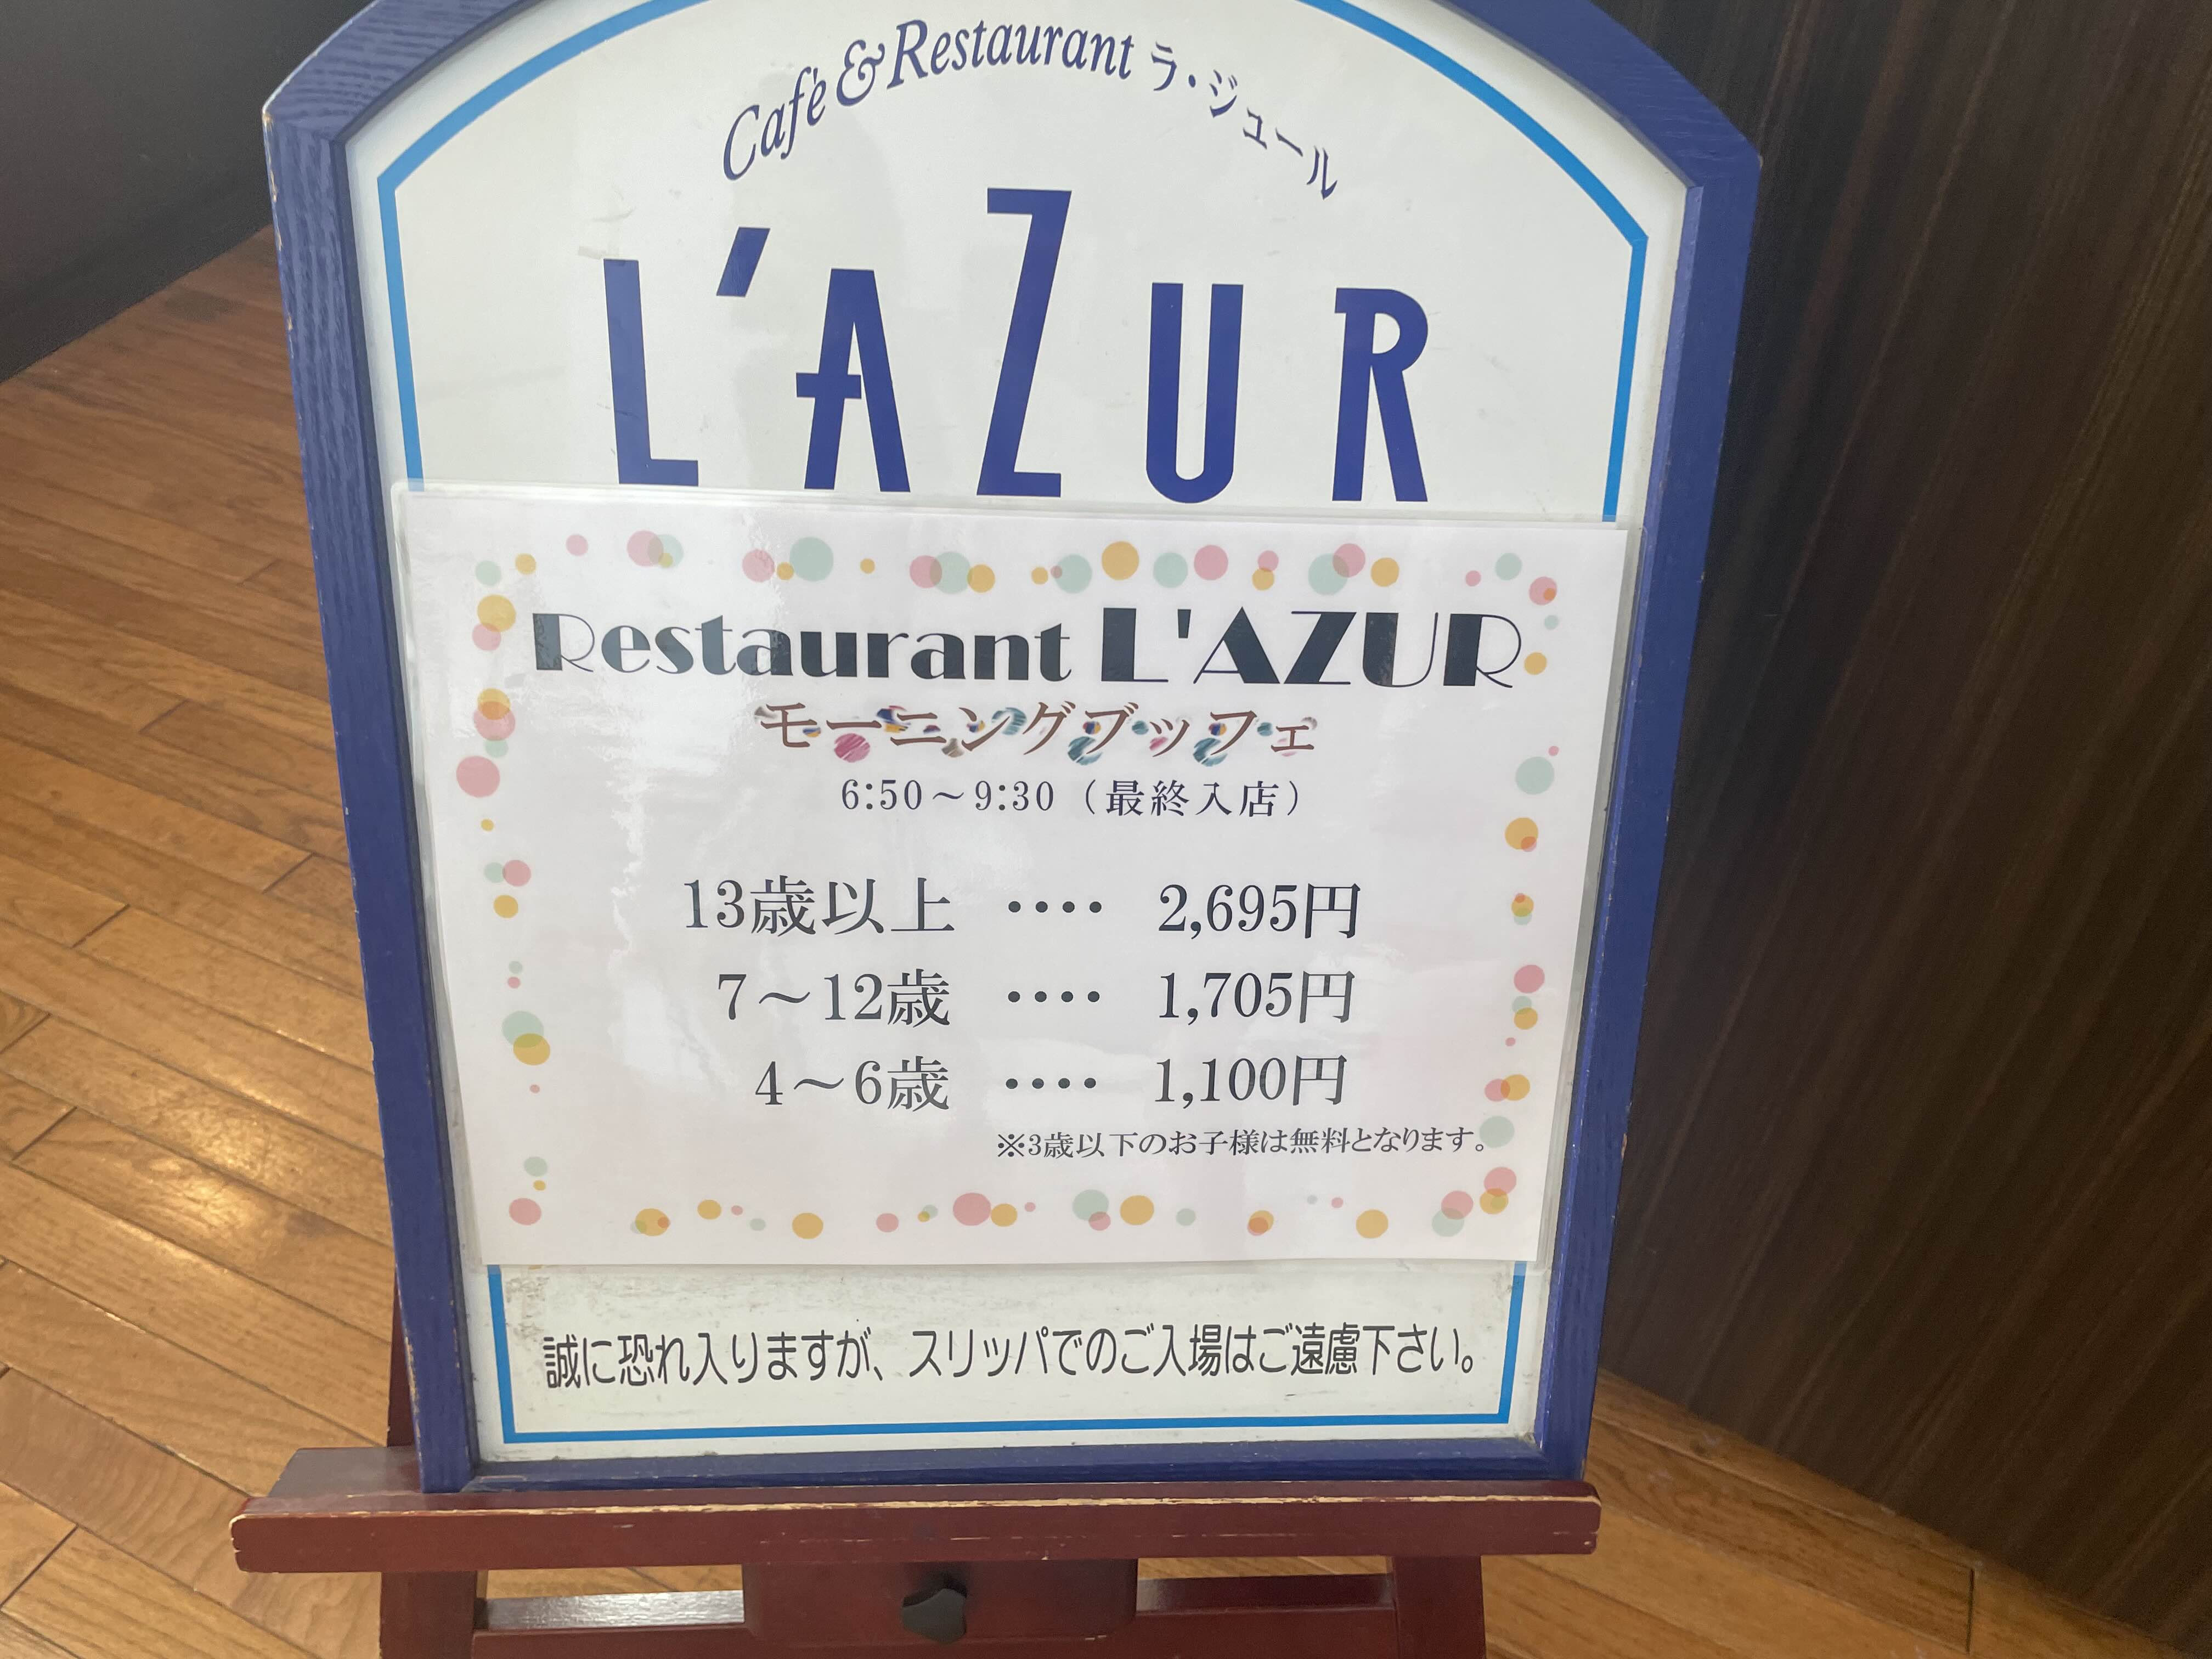 Café & Restaurant ラ・ジュール
L'AZUR
Restaurant L'AZUR
モーニングブッフェ
6:50～9:30（最終入店）
13歳以上 ････ 2,695円
7～12歳 ････ 1,705円
4～6歳 ････ 1,100円
※3歳以下のお子様は無料となります。
誠に恐れ入りますが、スリッパでのご入場はご遠慮下さい。